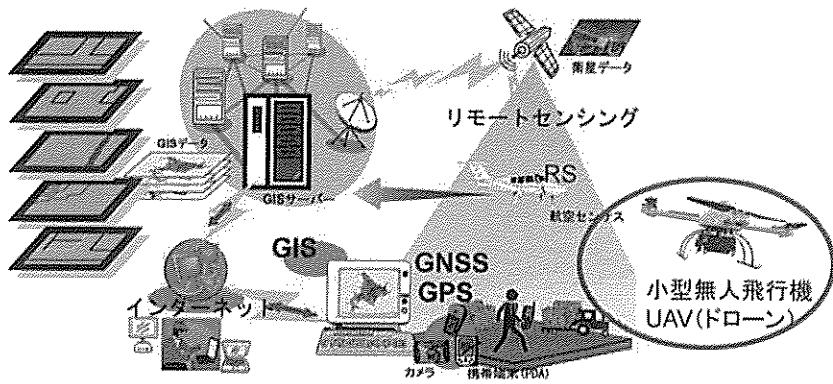 衛星データ
リモートセンシング
GISデータ
GISサーバー
RS
航空センサス
GIS
GNSS
GPS
インターネット
小型無人飛行機
UAV(ドローン)
カメラ
携帯端末(PDA)